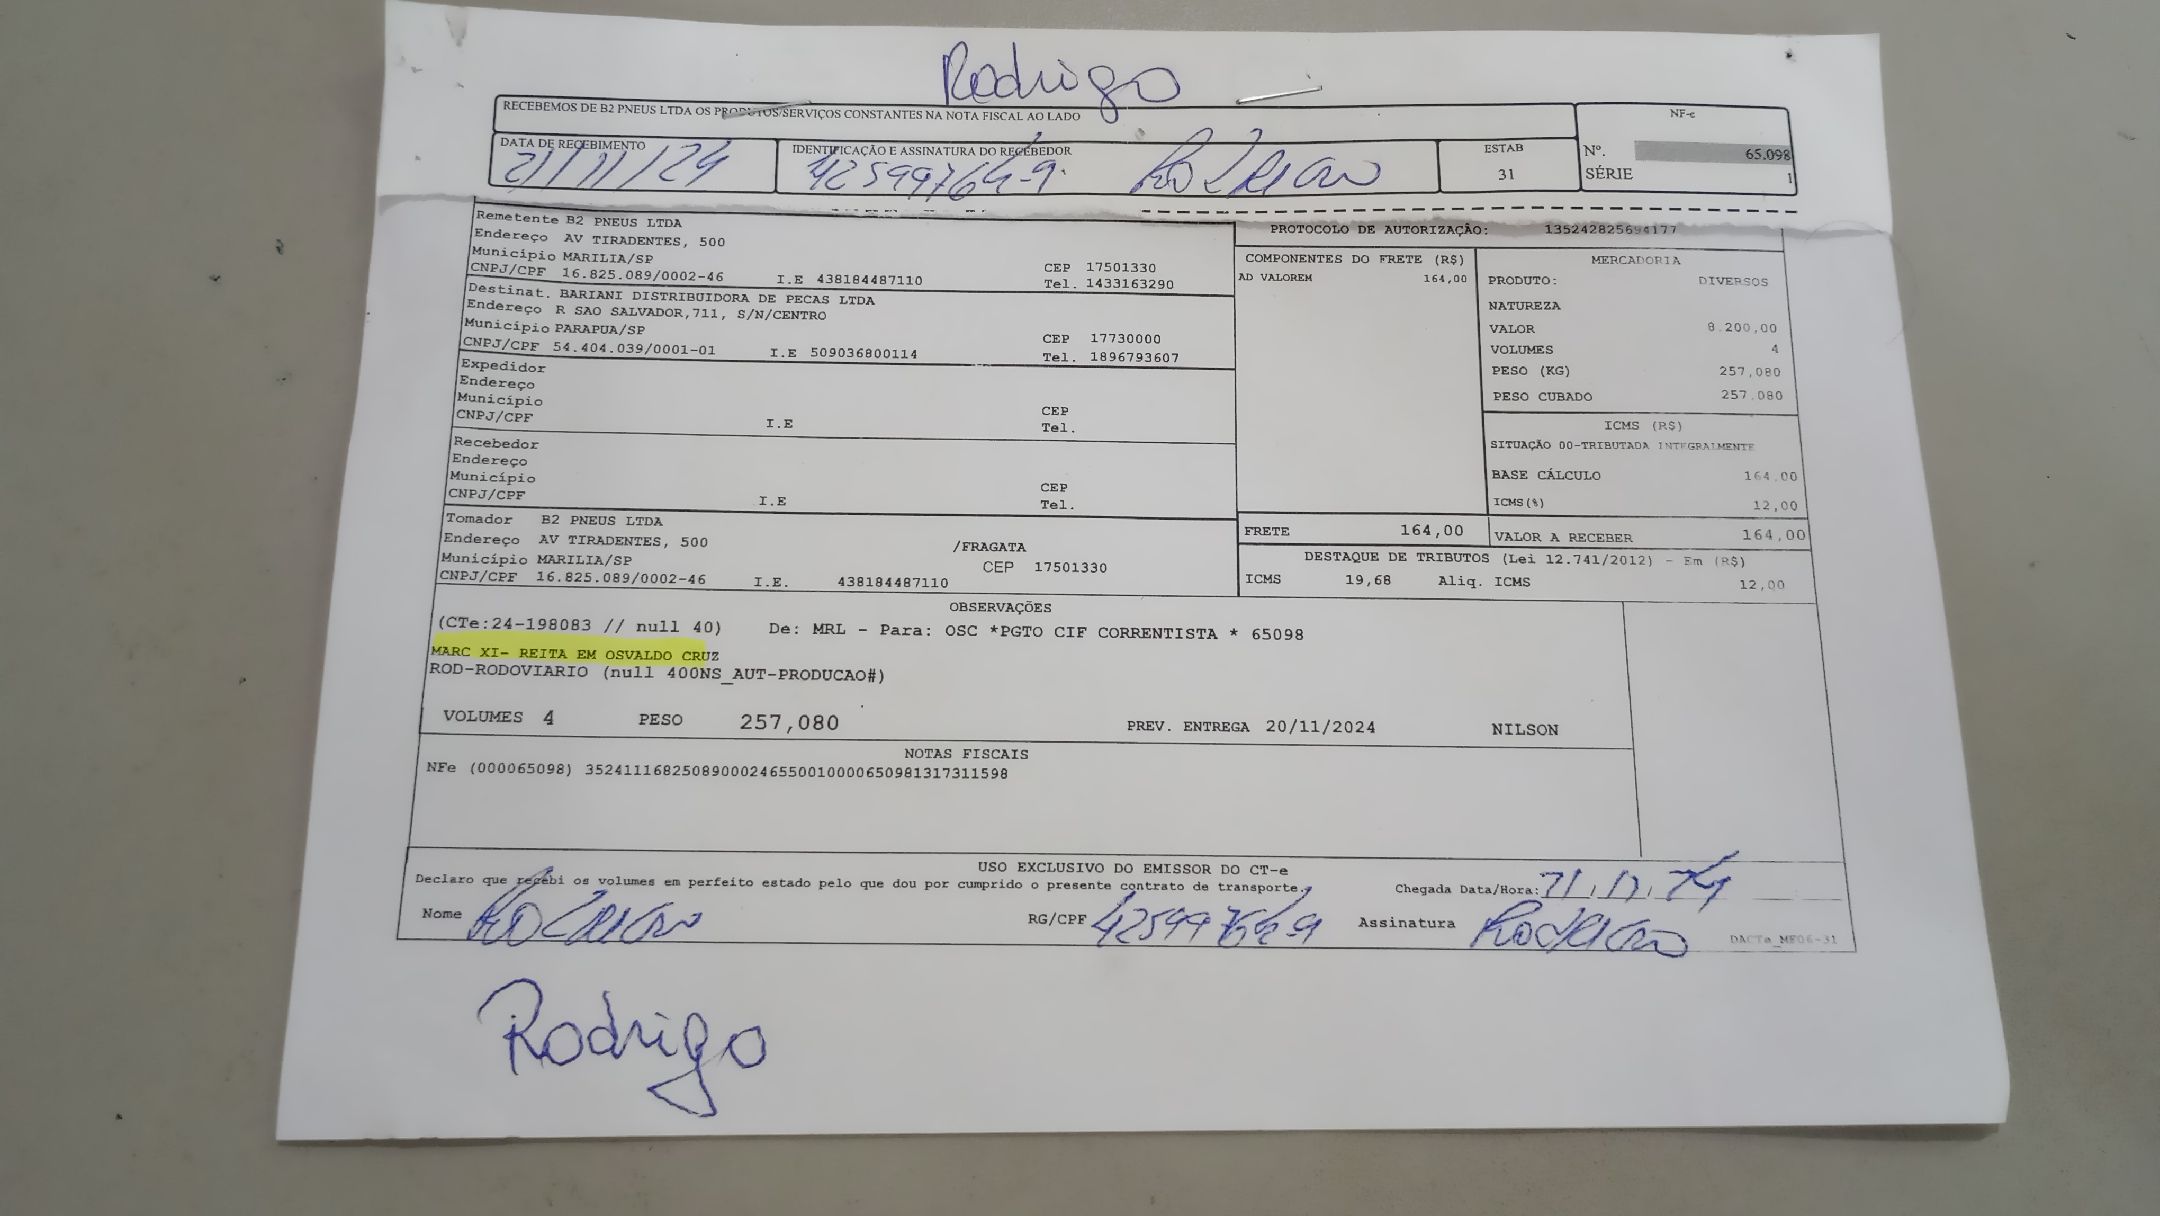 Rodrigo
RECEBEMOS DE B2 PNEUS LTDA OS PRODUTOS/SERVIÇOS CONSTANTES NA NOTA FISCAL AO LADO
NF-e
DATA DE RECEBIMENTO
21/11/24
IDENTIFICAÇÃO E ASSINATURA DO RECEBEDOR
ESTAB
31
Nº. 65.098
SÉRIE 1
Remetente B2 PNEUS LTDA
Endereço AV TIRADENTES, 500
Município MARILIA/SP CEP 17501330
CNPJ/CPF 16.825.089/0002-46 I.E 438184487110 Tel. 1433163290
Destinat. BARIANI DISTRIBUIDORA DE PECAS LTDA
Endereço R SAO SALVADOR,711, S/N/CENTRO
Município PARAPUA/SP CEP 17730000
CNPJ/CPF 54.404.039/0001-01 I.E 509036800114 Tel. 1896793607
Expedidor
Endereço
Município CEP
CNPJ/CPF I.E Tel.
Recebedor
Endereço
Município CEP
CNPJ/CPF I.E Tel.
Tomador B2 PNEUS LTDA
Endereço AV TIRADENTES, 500 /FRAGATA
Município MARILIA/SP CEP 17501330
CNPJ/CPF 16.825.089/0002-46 I.E. 438184487110
PROTOCOLO DE AUTORIZAÇÃO: 135242825694177
COMPONENTES DO FRETE (R$)
AD VALOREM 164,00
MERCADORIA
PRODUTO: DIVERSOS
NATUREZA
VALOR 8.200,00
VOLUMES 4
PESO (KG) 257,080
PESO CUBADO 257.080
ICMS (R$)
SITUAÇÃO 00-TRIBUTADA INTEGRALMENTE
BASE CÁLCULO 164,00
ICMS(%) 12,00
FRETE 164,00
VALOR A RECEBER 164,00
DESTAQUE DE TRIBUTOS (Lei 12.741/2012) - Em (R$)
ICMS 19,68 Aliq. ICMS 12,00
OBSERVAÇÕES
(CTe:24-198083 // null 40) De: MRL - Para: OSC *PGTO CIF CORRENTISTA * 65098
MARC XI- REITA EM OSVALDO CRUZ
ROD-RODOVIARIO (null 400NS_AUT-PRODUCAO#)
VOLUMES 4 PESO 257,080 PREV. ENTREGA 20/11/2024 NILSON
NOTAS FISCAIS
NFe (000065098) 35241116825089000246550010000650981317311598
USO EXCLUSIVO DO EMISSOR DO CT-e
Declaro que recebi os volumes em perfeito estado pelo que dou por cumprido o presente contrato de transporte.
Chegada Data/Hora: 21.11.24
Nome RG/CPF Assinatura
DACTe_MF06-31
Rodrigo